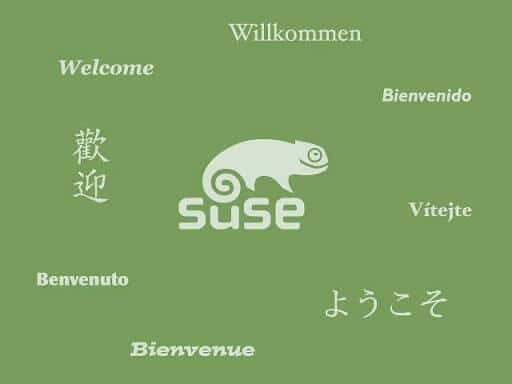 Willkommen
Welcome
Bienvenido
歡
迎
suse
Vítejte
Benvenuto
ようこそ
Bienvenue